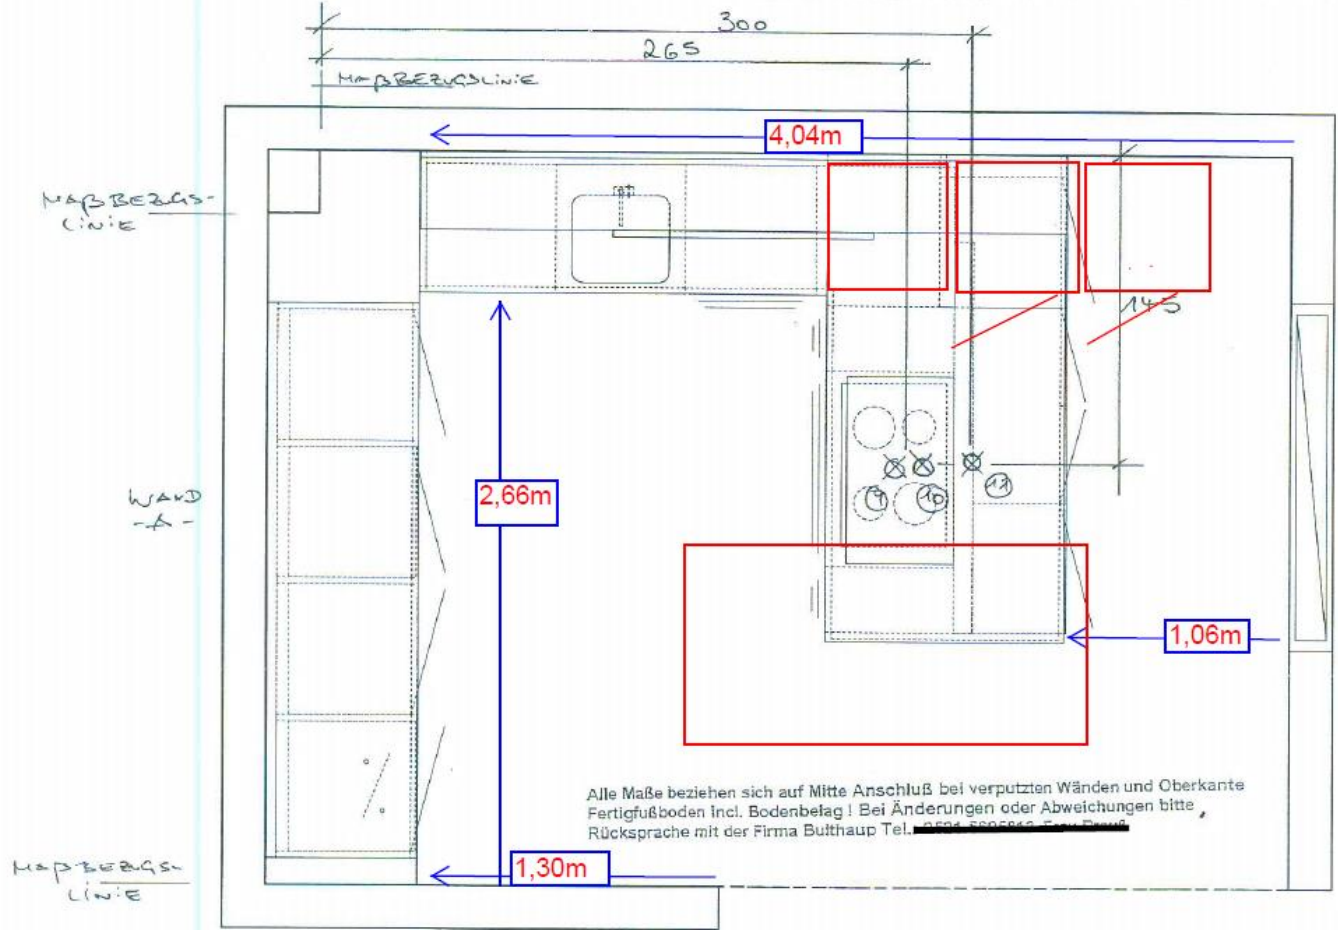 300
265
MAßBEZUGSLINIE
4,04m
MAßBEZUGS-
LINIE
145
2,66m
WAND
-A-
9
10
11
1,06m
Alle Maße beziehen sich auf Mitte Anschluß bei verputzten Wänden und Oberkante
Fertigfußboden incl. Bodenbelag ! Bei Änderungen oder Abweichungen bitte
Rücksprache mit der Firma Bulthaup Tel.
MAßBEZUGS-
LINIE
1,30m